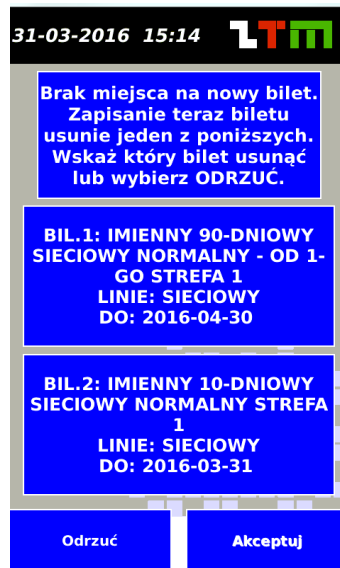 31-03-2016 15:14 ZTM
Brak miejsca na nowy bilet.
Zapisanie teraz biletu
usunie jeden z poniższych.
Wskaż który bilet usunąć
lub wybierz ODRZUĆ.
BIL.1: IMIENNY 90-DNIOWY
SIECIOWY NORMALNY - OD 1-
GO STREFA 1
LINIE: SIECIOWY
DO: 2016-04-30
BIL.2: IMIENNY 10-DNIOWY
SIECIOWY NORMALNY STREFA
1
LINIE: SIECIOWY
DO: 2016-03-31
Odrzuć Akceptuj